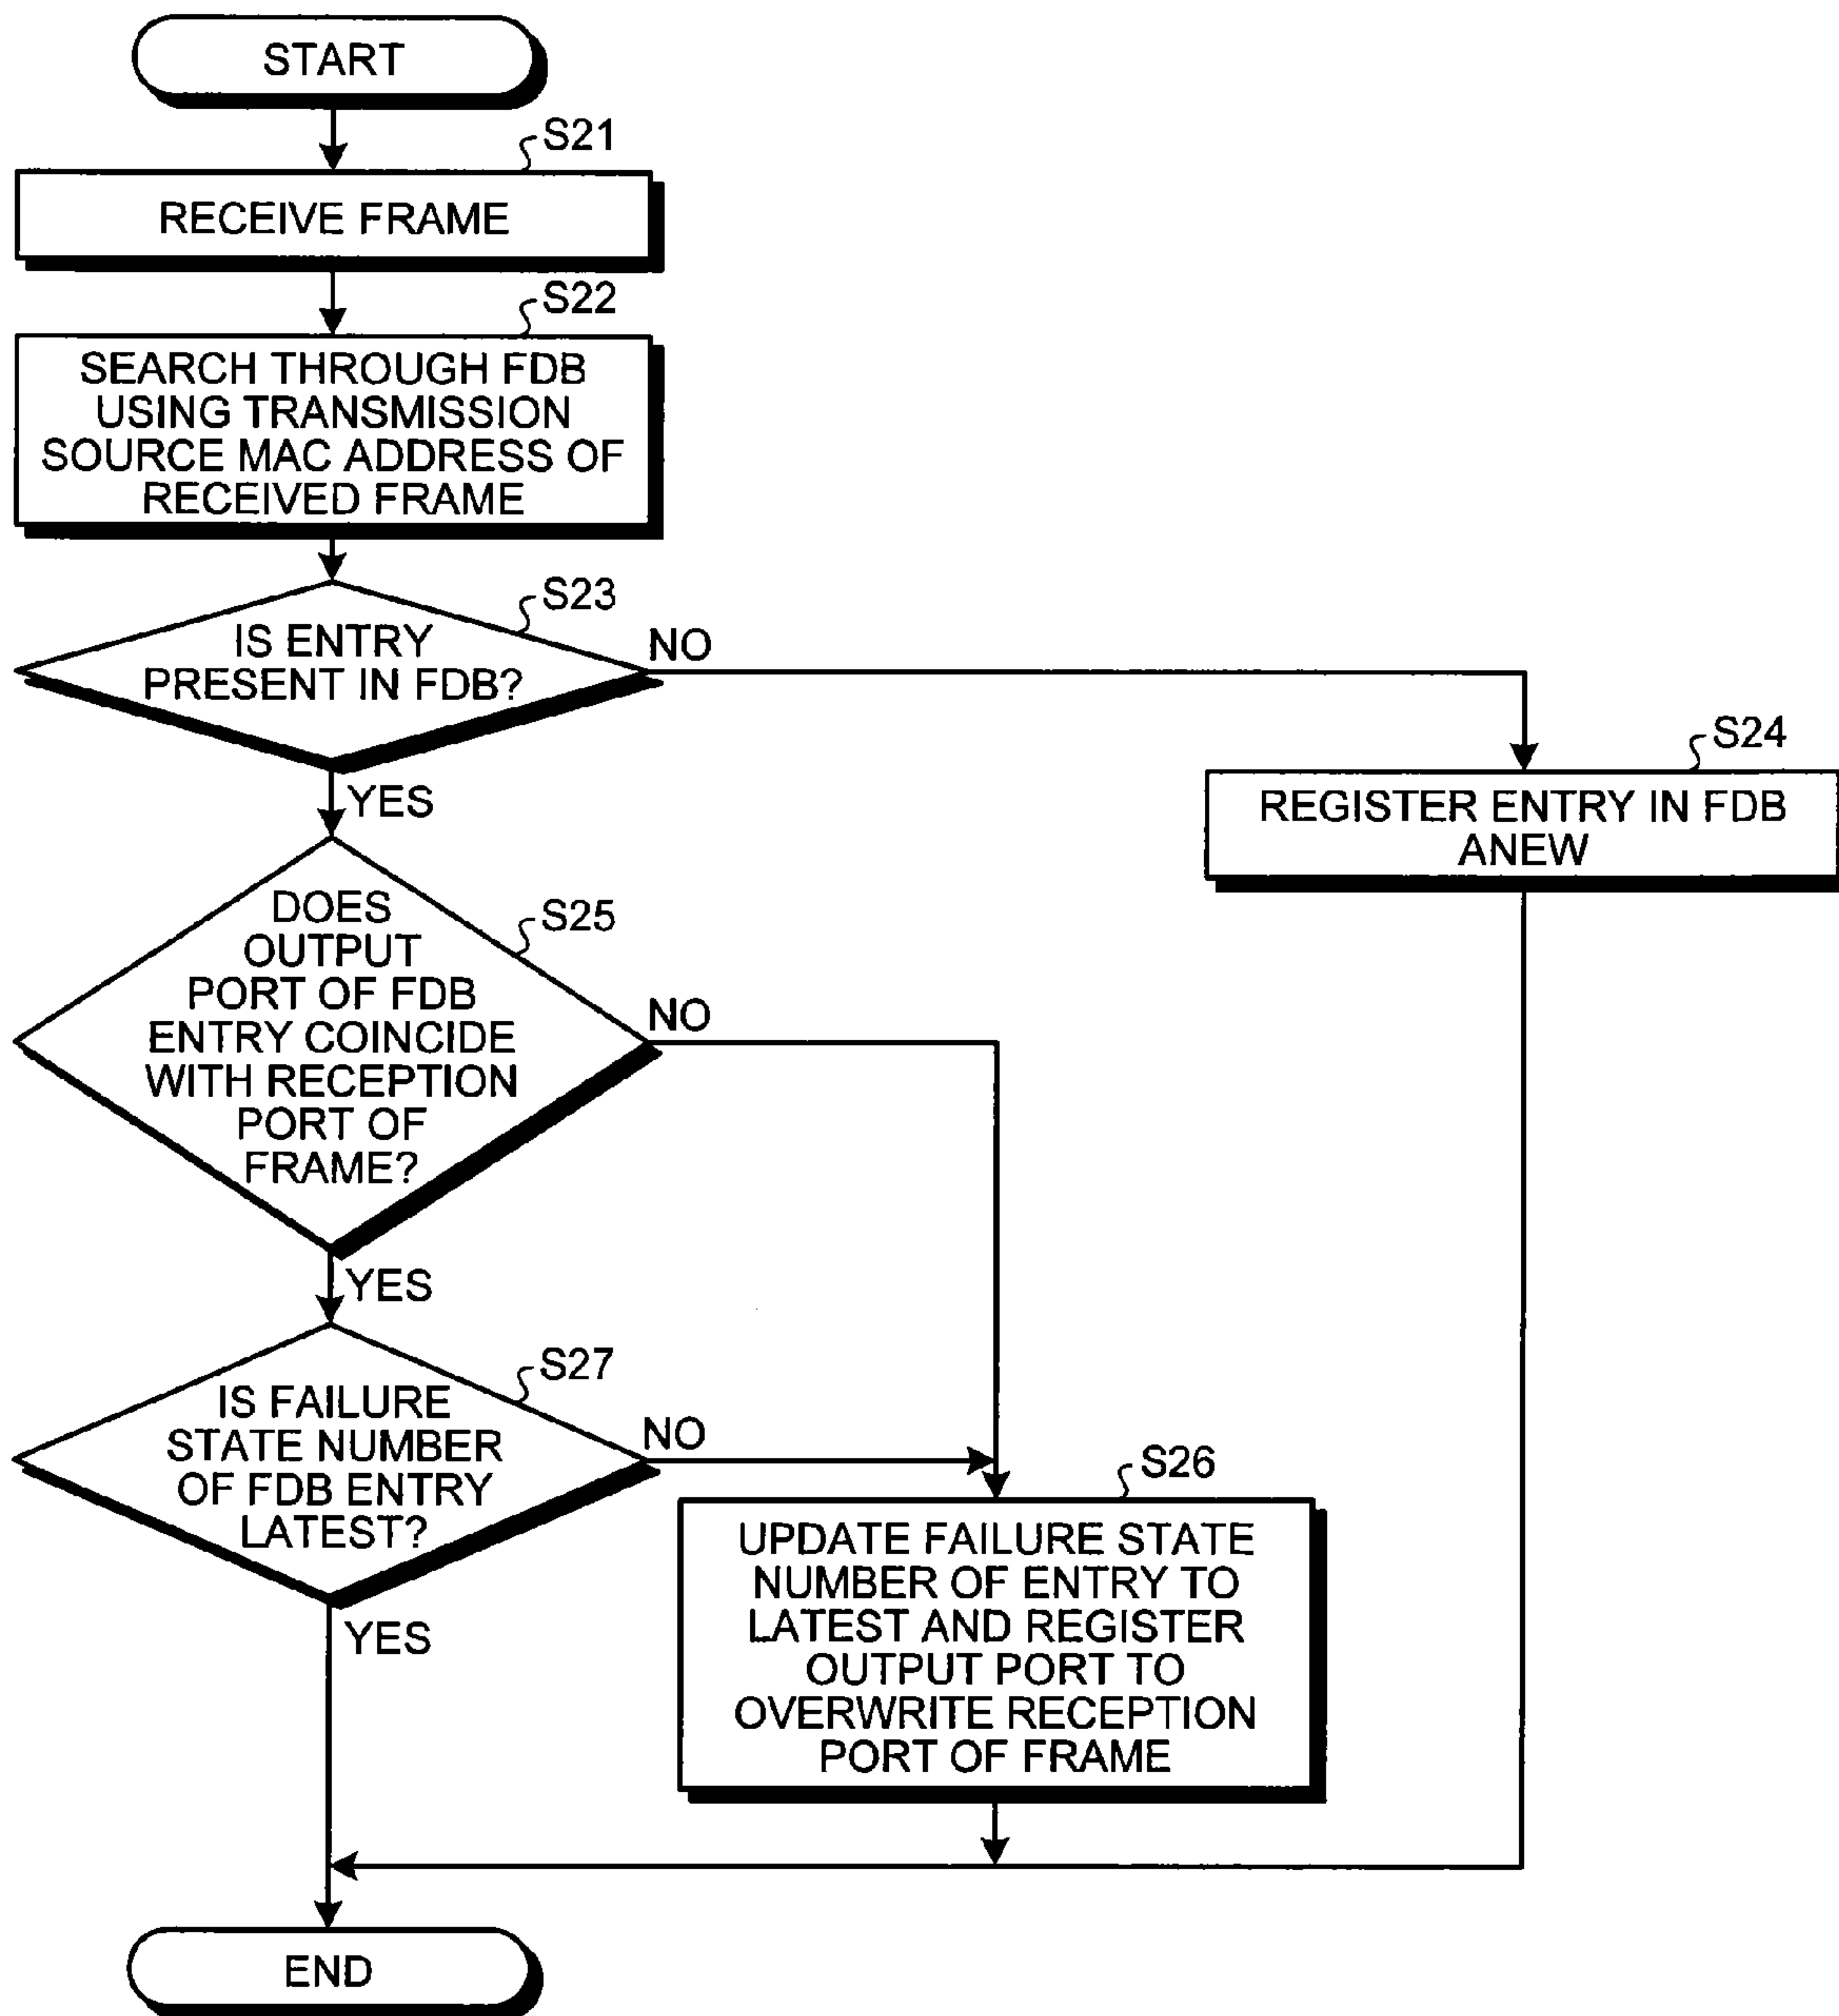 START
S21
RECEIVE FRAME
S22
SEARCH THROUGH FDB
USING TRANSMISSION
SOURCE MAC ADDRESS OF
RECEIVED FRAME
S23
IS ENTRY
PRESENT IN FDB?
NO
YES
S24
REGISTER ENTRY IN FDB
ANEW
S25
DOES
OUTPUT
PORT OF FDB
ENTRY COINCIDE
WITH RECEPTION
PORT OF
FRAME?
NO
YES
S27
IS FAILURE
STATE NUMBER
OF FDB ENTRY
LATEST?
NO
YES
S26
UPDATE FAILURE STATE
NUMBER OF ENTRY TO
LATEST AND REGISTER
OUTPUT PORT TO
OVERWRITE RECEPTION
PORT OF FRAME
END